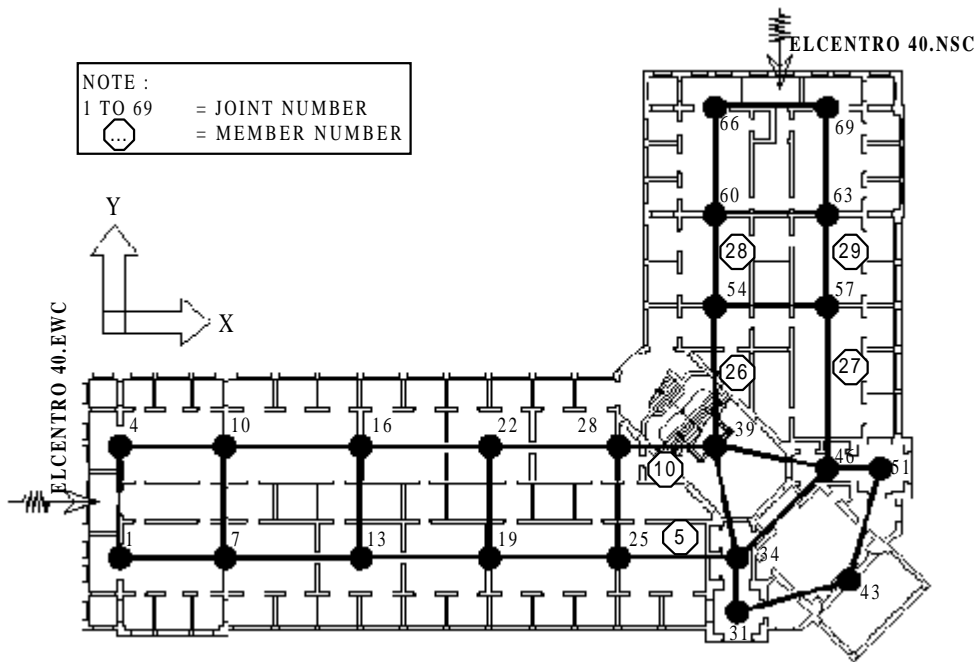 ELCENTRO 40.NSC
NOTE :
1 TO 69 = JOINT NUMBER
... = MEMBER NUMBER
66 69
60 63
28 29
Y
54 57
X
ELCENTRO 40.EWC
26 27
4 10 16 22 28 39
46 51
10
5
1 7 13 19 25 34
43
31